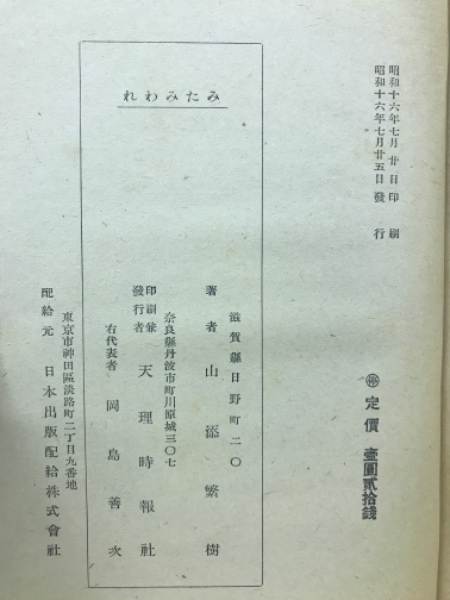 昭和十六年七月廿日印刷
昭和十六年七月廿五日發行
定價 壹圓貳拾錢
みたみわれ
滋賀縣日野町二〇
著者 山添繁樹
奈良縣丹波市町川原城三〇七
印刷兼發行者 天理時報社
右代表者 岡島善次
東京市神田區淡路町二丁目九番地
配給元 日本出版配給株式會社